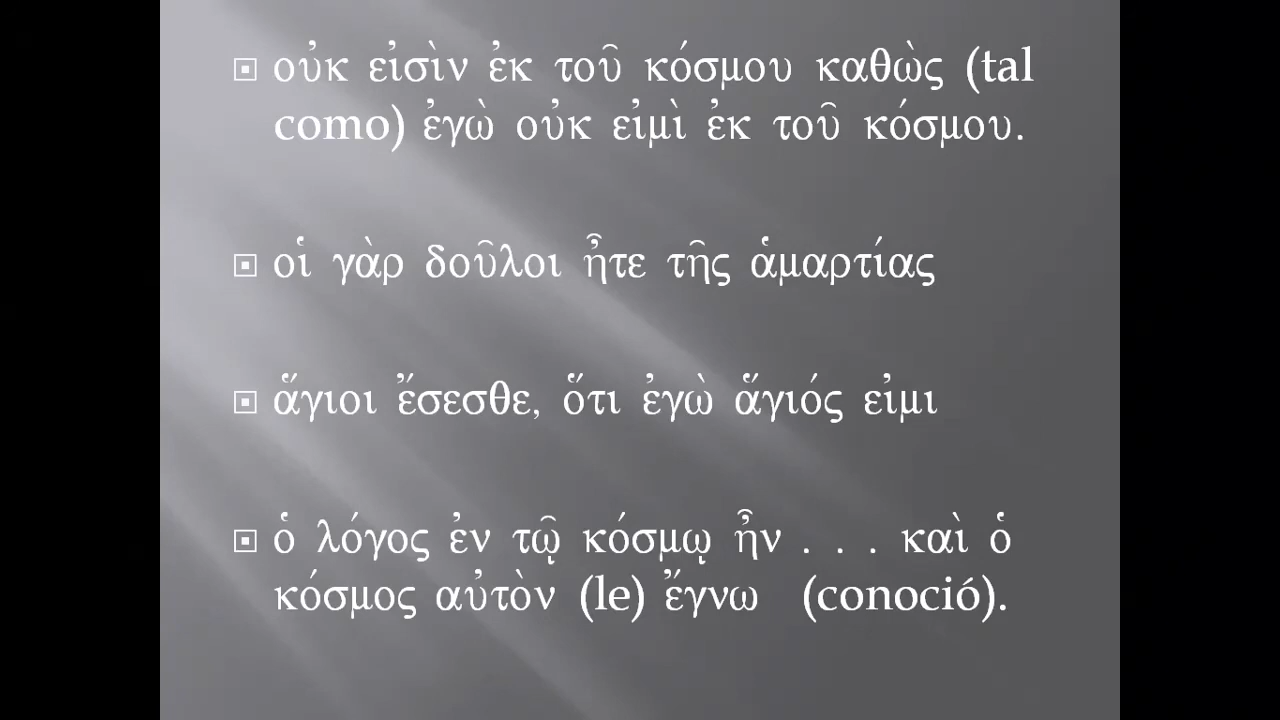 οὐκ εἰσὶν ἐκ τοῦ κόσμου καθὼς (tal
como) ἐγὼ οὐκ εἰμὶ ἐκ τοῦ κόσμου.
οἱ γὰρ δοῦλοι ἦτε τῆς ἁμαρτίας
ἅγιοι ἔσεσθε, ὅτι ἐγὼ ἅγιός εἰμι
ὁ λόγος ἐν τῷ κόσμῳ ἦν . . . καὶ ὁ
κόσμος αὐτὸν (le) ἔγνω (conoció).